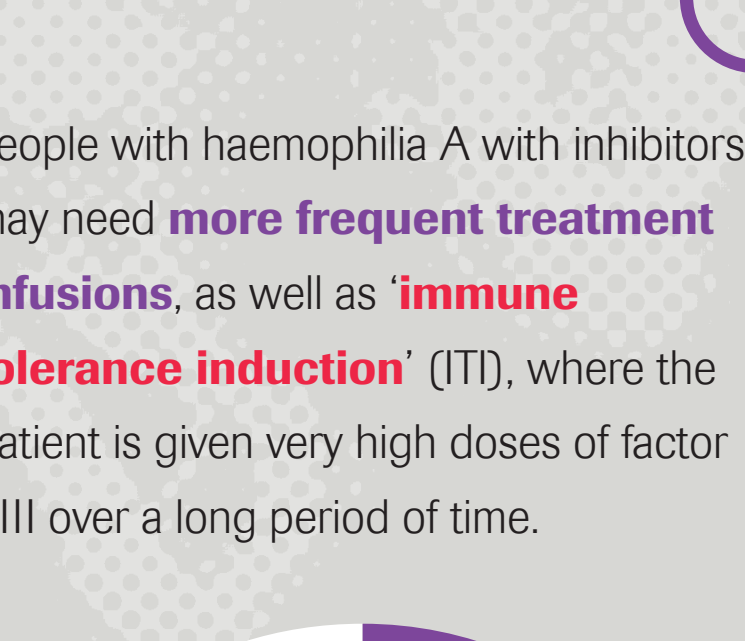 eople with haemophilia A with inhibitors
ay need more frequent treatment
nfusions, as well as ‘immune
olerance induction’ (ITI), where the
atient is given very high doses of factor
III over a long period of time.